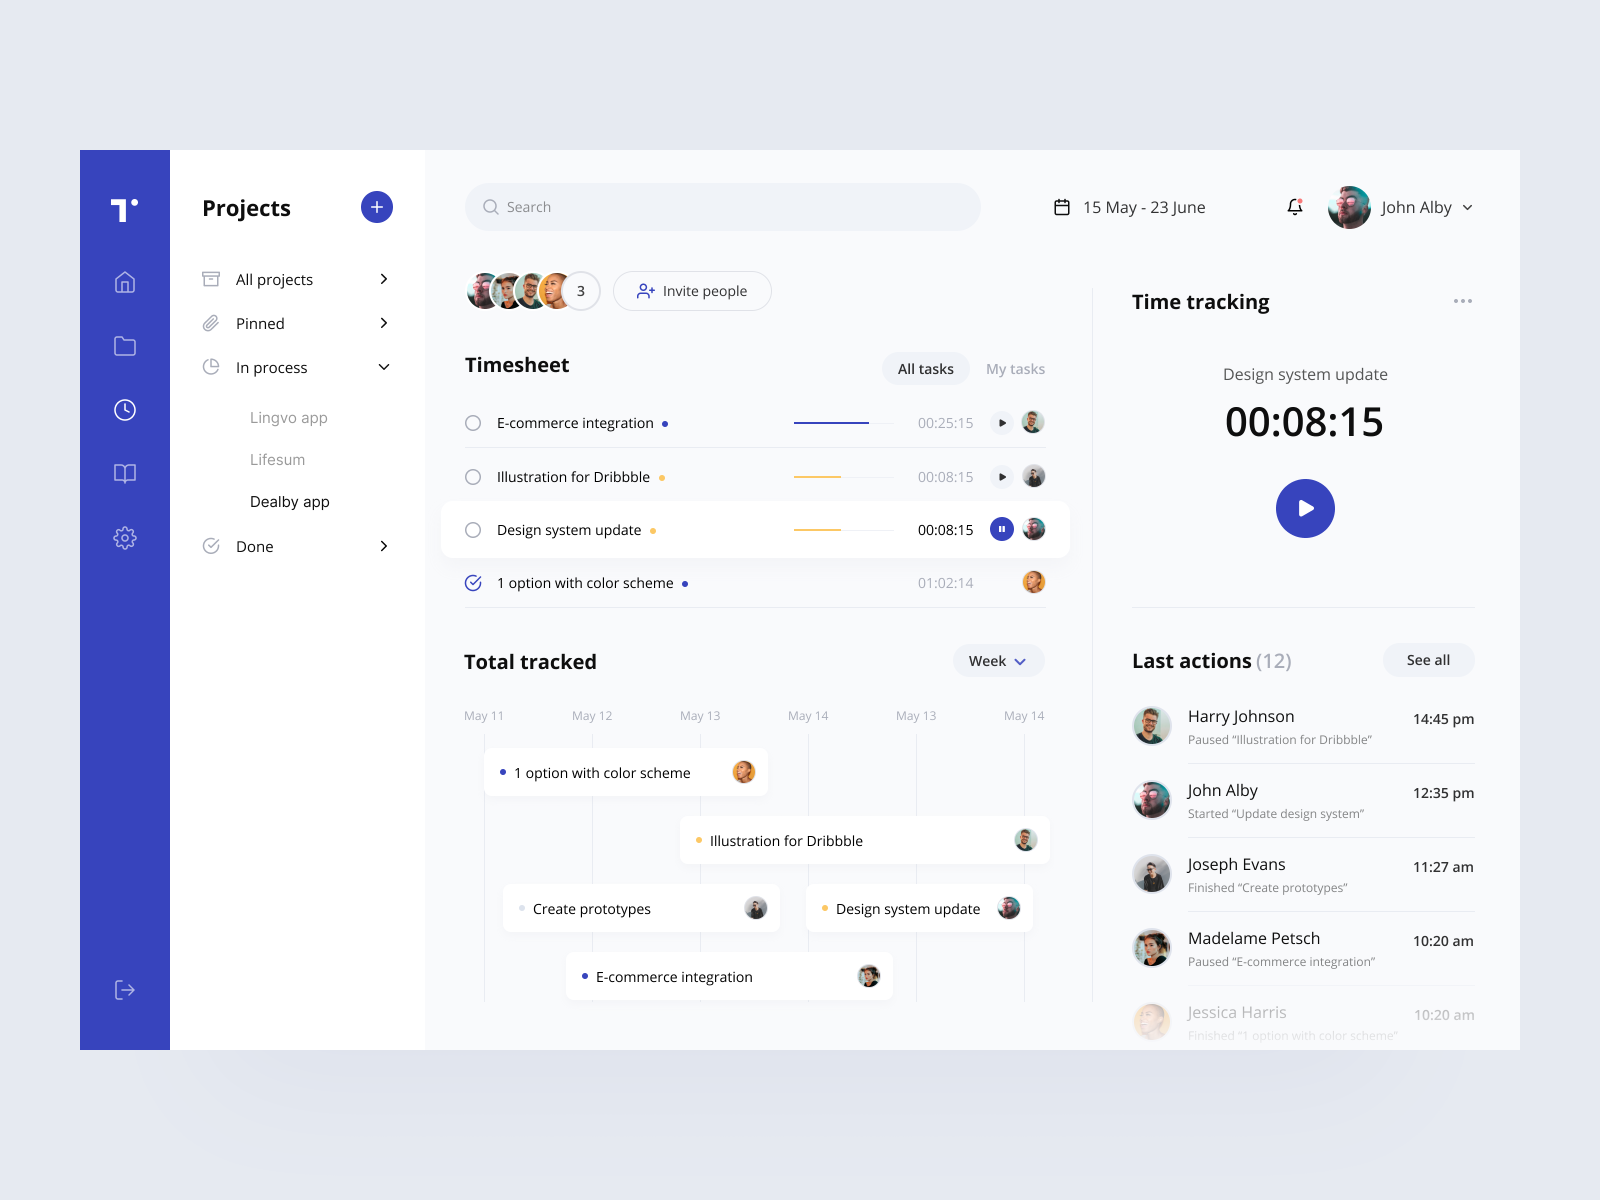 Projects
All projects
Pinned
In process
Lingvo app
Lifesum
Dealby app
Done
Search
15 May - 23 June
John Alby
3
Invite people
Timesheet
All tasks
My tasks
E-commerce integration
00:25:15
Illustration for Dribbble
00:08:15
Design system update
00:08:15
1 option with color scheme
01:02:14
Total tracked
Week
May 11
May 12
May 13
May 14
May 13
May 14
1 option with color scheme
Illustration for Dribbble
Create prototypes
Design system update
E-commerce integration
Time tracking
Design system update
00:08:15
Last actions (12)
See all
Harry Johnson
14:45 pm
Paused “Illustration for Dribbble”
John Alby
12:35 pm
Started “Update design system”
Joseph Evans
11:27 am
Finished “Create prototypes”
Madelame Petsch
10:20 am
Paused “E-commerce integration”
Jessica Harris
10:20 am
Finished “1 option with color scheme”